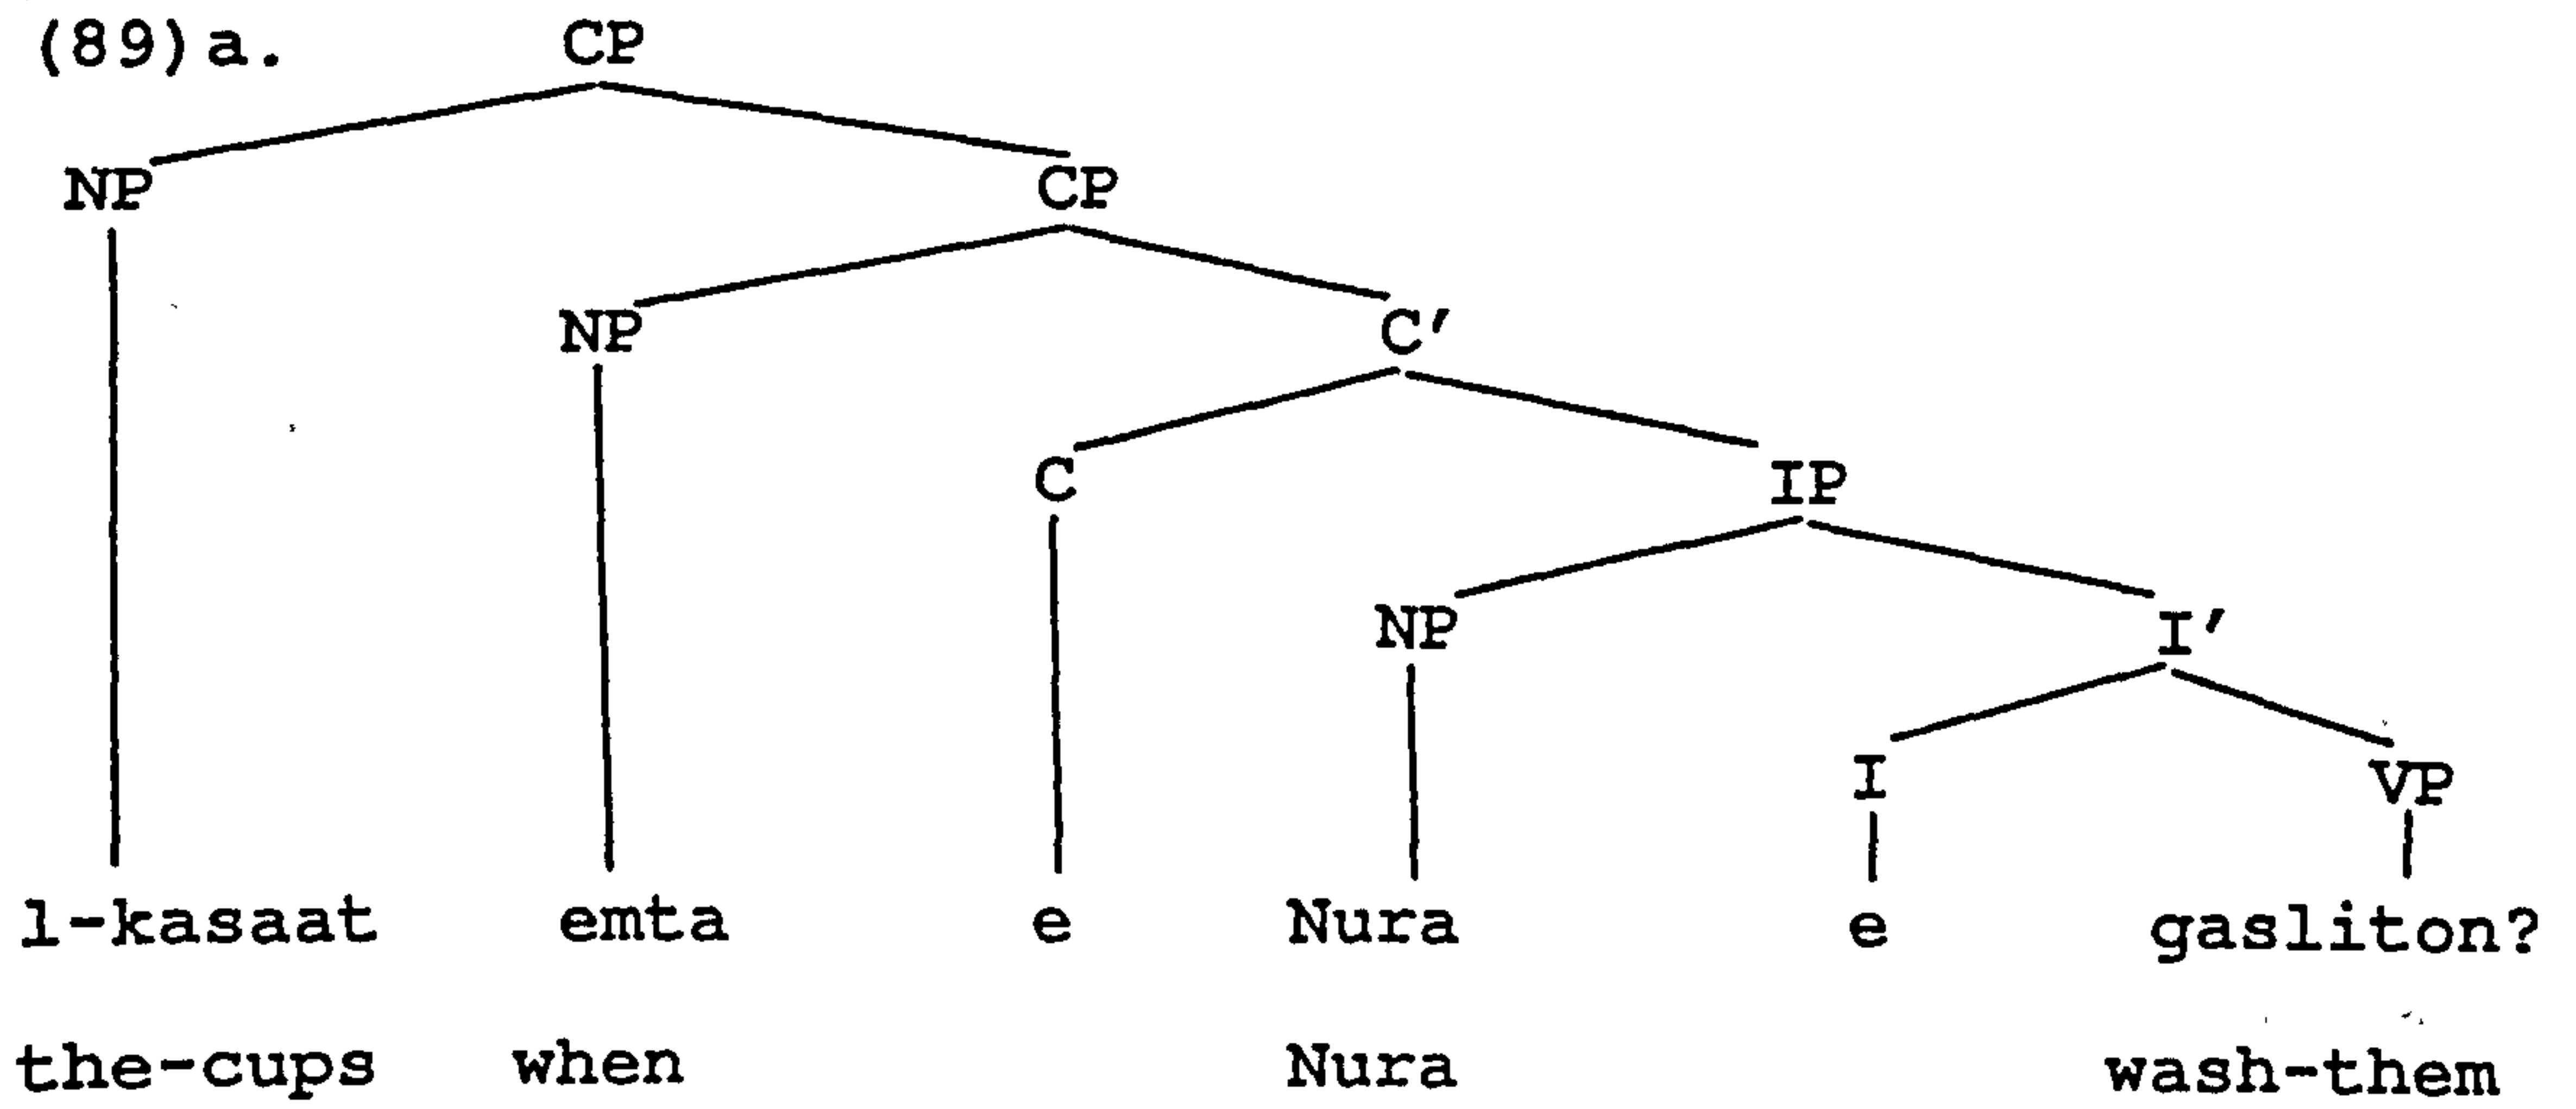 (89)a. CP
NP CP
NP C'
C IP
NP I'
I VP
l-kasaat emta e Nura e gasliton?
the-cups when Nura wash-them